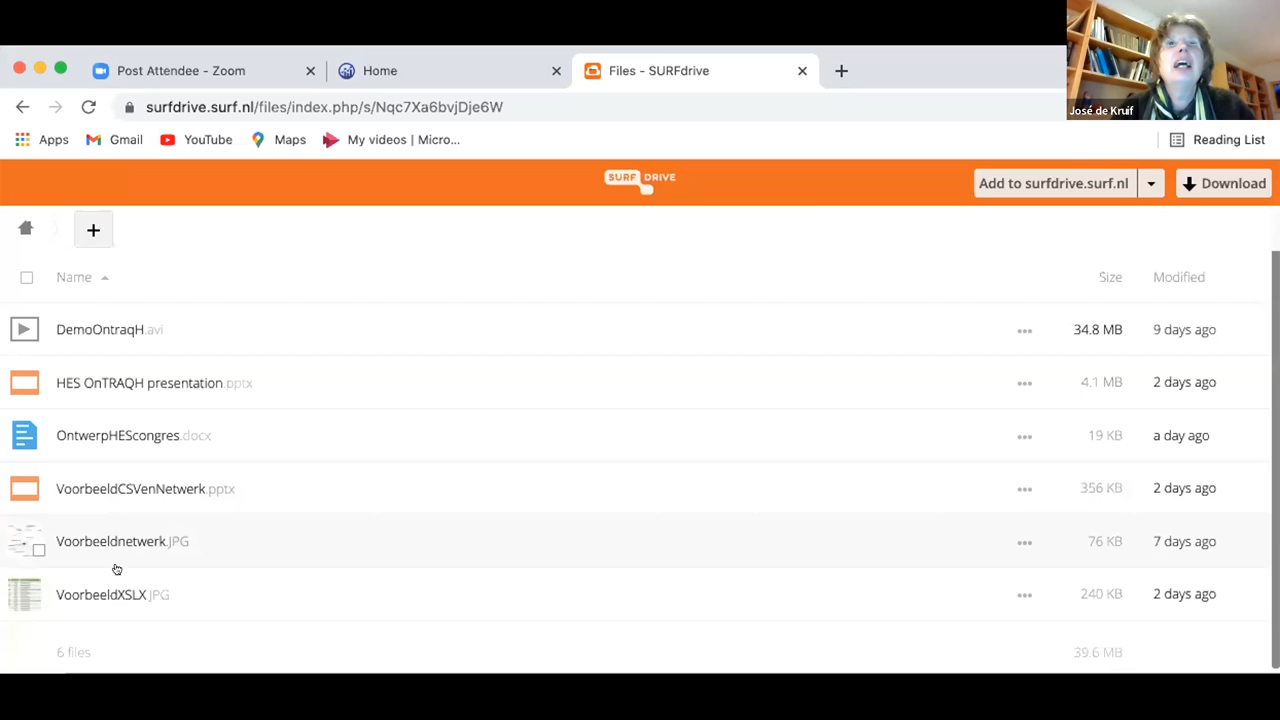 Post Attendee - Zoom
Home
Files - SURFdrive
surfdrive.surf.nl/files/index.php/s/Nqc7Xa6bvjDje6W
José de Kruif
Apps
Gmail
YouTube
Maps
My videos | Micro...
Reading List
SURF DRIVE
Add to surfdrive.surf.nl
Download
Name
Size
Modified
DemoOntraqH.avi
34.8 MB
9 days ago
HES OnTRAQH presentation.pptx
4.1 MB
2 days ago
OntwerpHEScongres.docx
19 KB
a day ago
VoorbeeldCSVenNetwerk.pptx
356 KB
2 days ago
Voorbeeldnetwerk.JPG
76 KB
7 days ago
VoorbeeldXSLX.JPG
240 KB
2 days ago
6 files
39.6 MB